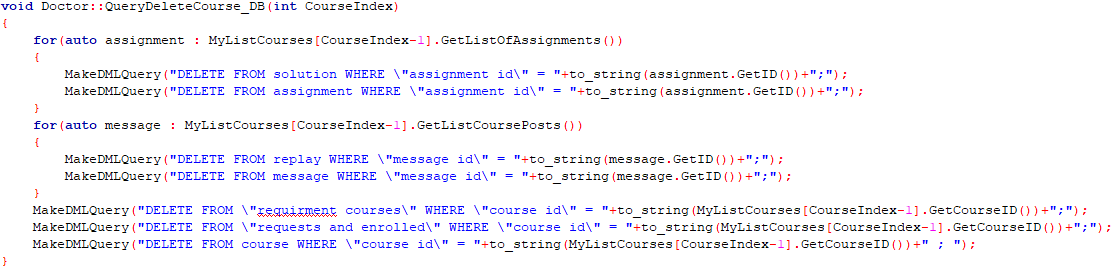 void Doctor::QueryDeleteCourse_DB(int CourseIndex)
{
    for(auto assignment : MyListCourses[CourseIndex-1].GetListOfAssignments())
    {
        MakeDMLQuery("DELETE FROM solution WHERE \"assignment id\" = "+to_string(assignment.GetID())+";");
        MakeDMLQuery("DELETE FROM assignment WHERE \"assignment id\" = "+to_string(assignment.GetID())+";");
    }
    for(auto message : MyListCourses[CourseIndex-1].GetListCoursePosts())
    {
        MakeDMLQuery("DELETE FROM replay WHERE \"message id\" = "+to_string(message.GetID())+";");
        MakeDMLQuery("DELETE FROM message WHERE \"message id\" = "+to_string(message.GetID())+";");
    }
    MakeDMLQuery("DELETE FROM \"requirment courses\" WHERE \"course id\" = "+to_string(MyListCourses[CourseIndex-1].GetCourseID())+";");
    MakeDMLQuery("DELETE FROM \"requests and enrolled\" WHERE \"course id\" = "+to_string(MyListCourses[CourseIndex-1].GetCourseID())+";");
    MakeDMLQuery("DELETE FROM course WHERE \"course id\" = "+to_string(MyListCourses[CourseIndex-1].GetCourseID())+" ; ");
}